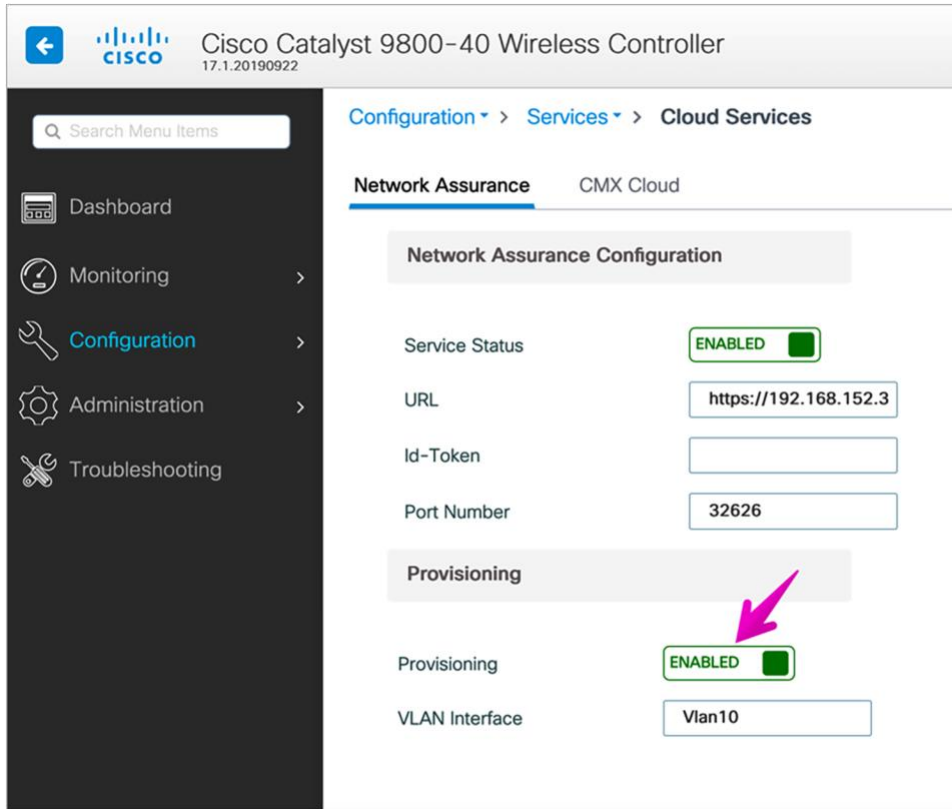 CISCO
Cisco Catalyst 9800-40 Wireless Controller
17.1.20190922
Search Menu Items
Dashboard
Monitoring
Configuration
Administration
Troubleshooting
Configuration > Services > Cloud Services
Network Assurance CMX Cloud
Network Assurance Configuration
Service Status ENABLED
URL https://192.168.152.3
Id-Token
Port Number 32626
Provisioning
Provisioning ENABLED
VLAN Interface Vlan10